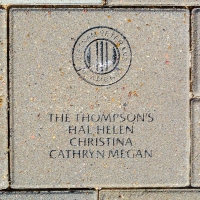 THE THOMPSON'S
HAL HELEN
CHRISTINA
CATHRYN MEGAN